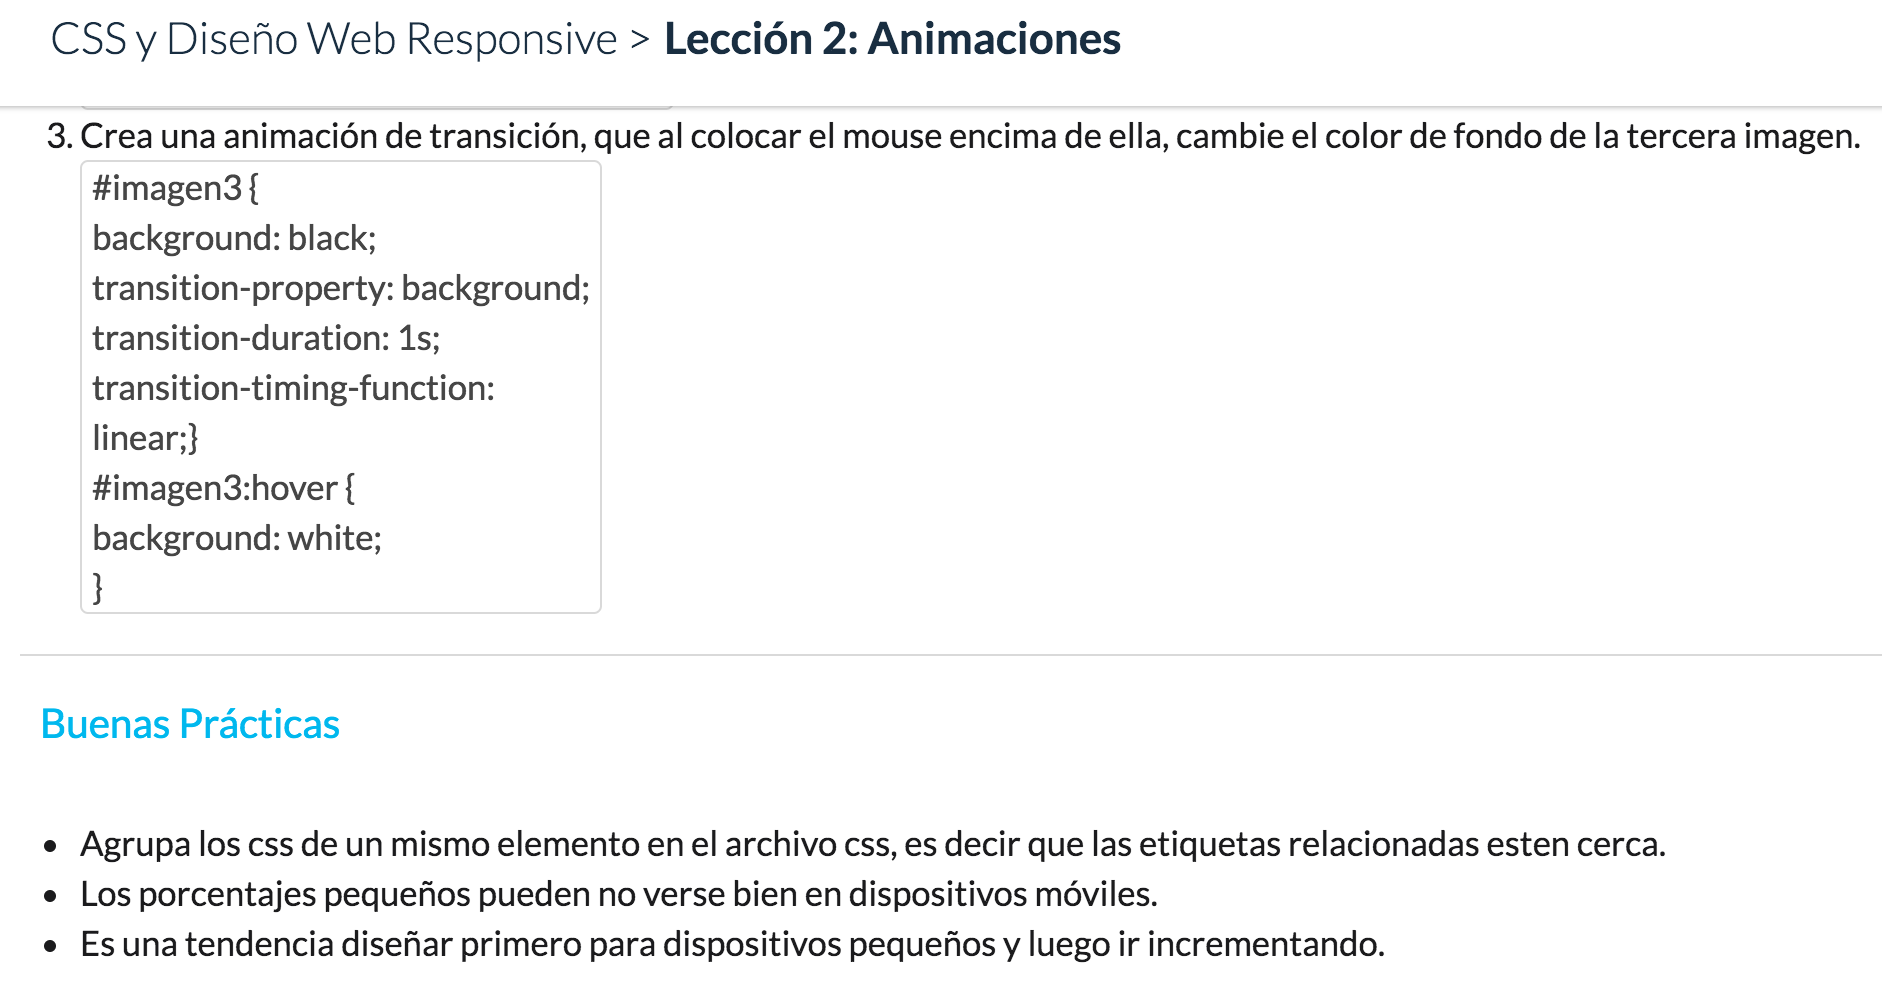 CSS y Diseño Web Responsive > Lección 2: Animaciones
3. Crea una animación de transición, que al colocar el mouse encima de ella, cambie el color de fondo de la tercera imagen.
#imagen3 {
background: black;
transition-property: background;
transition-duration: 1s;
transition-timing-function:
linear;}
#imagen3:hover {
background: white;
}
Buenas Prácticas
• Agrupa los css de un mismo elemento en el archivo css, es decir que las etiquetas relacionadas esten cerca.
• Los porcentajes pequeños pueden no verse bien en dispositivos móviles.
• Es una tendencia diseñar primero para dispositivos pequeños y luego ir incrementando.